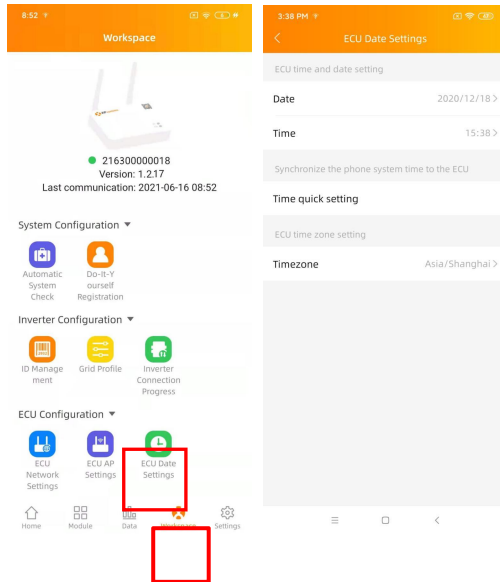 8:52
Workspace
216300000018
Version: 1.2.17
Last communication: 2021-06-16 08:52
System Configuration
Automatic
System
Check
Do-It-Y
ourself
Registration
Inverter Configuration
ID Manage
ment
Grid Profile
Inverter
Connection
Progress
ECU Configuration
ECU
Network
Settings
ECU AP
Settings
ECU Date
Settings
Home
Module
Data
Workspace
Settings
3:38 PM
ECU Date Settings
ECU time and date setting
Date 2020/12/18
Time 15:38
Synchronize the phone system time to the ECU
Time quick setting
ECU time zone setting
Timezone Asia/Shanghai